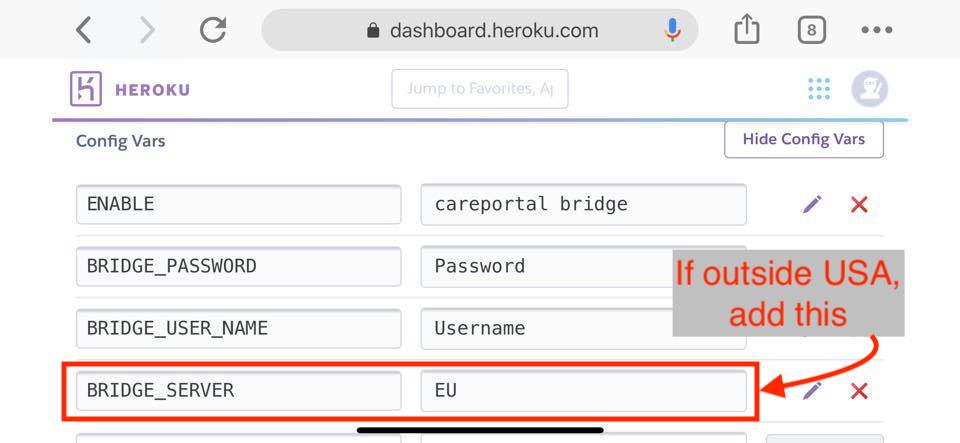 dashboard.heroku.com
8
HEROKU
Jump to Favorites, Ap
Config Vars
Hide Config Vars
ENABLE
careportal bridge
BRIDGE_PASSWORD
Password
If outside USA,
add this
BRIDGE_USER_NAME
Username
BRIDGE_SERVER
EU